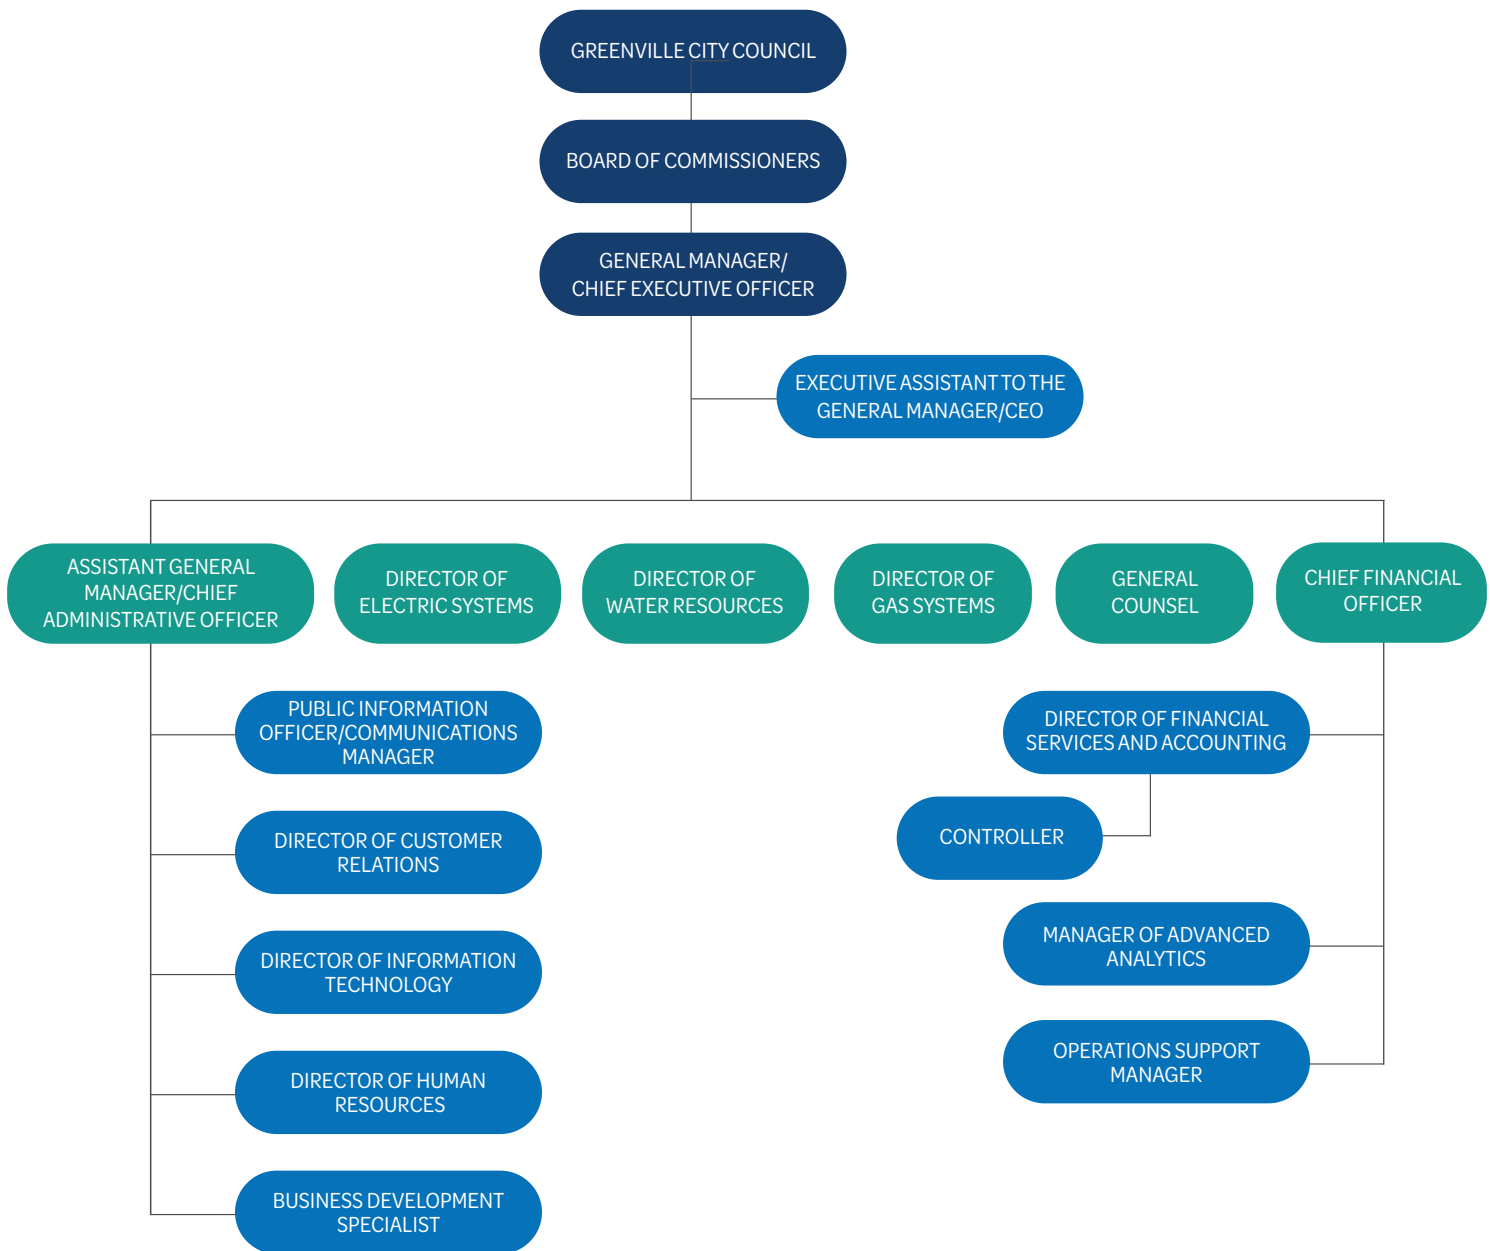 GREENVILLE CITY COUNCIL
BOARD OF COMMISSIONERS
GENERAL MANAGER/
CHIEF EXECUTIVE OFFICER
EXECUTIVE ASSISTANT TO THE
GENERAL MANAGER/CEO
ASSISTANT GENERAL
MANAGER/CHIEF
ADMINISTRATIVE OFFICER
DIRECTOR OF
ELECTRIC SYSTEMS
DIRECTOR OF
WATER RESOURCES
DIRECTOR OF
GAS SYSTEMS
GENERAL
COUNSEL
CHIEF FINANCIAL
OFFICER
PUBLIC INFORMATION
OFFICER/COMMUNICATIONS
MANAGER
DIRECTOR OF CUSTOMER
RELATIONS
DIRECTOR OF INFORMATION
TECHNOLOGY
DIRECTOR OF HUMAN
RESOURCES
BUSINESS DEVELOPMENT
SPECIALIST
DIRECTOR OF FINANCIAL
SERVICES AND ACCOUNTING
CONTROLLER
MANAGER OF ADVANCED
ANALYTICS
OPERATIONS SUPPORT
MANAGER